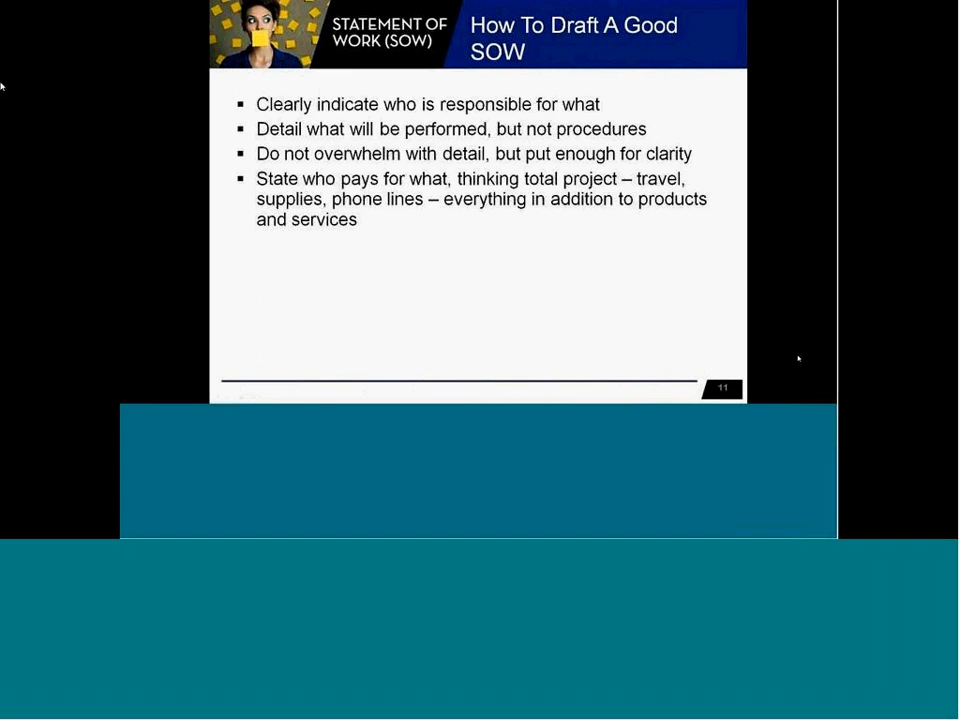 STATEMENT OF
WORK (SOW)
How To Draft A Good
SOW
▪ Clearly indicate who is responsible for what
▪ Detail what will be performed, but not procedures
▪ Do not overwhelm with detail, but put enough for clarity
▪ State who pays for what, thinking total project – travel,
supplies, phone lines – everything in addition to products
and services
11